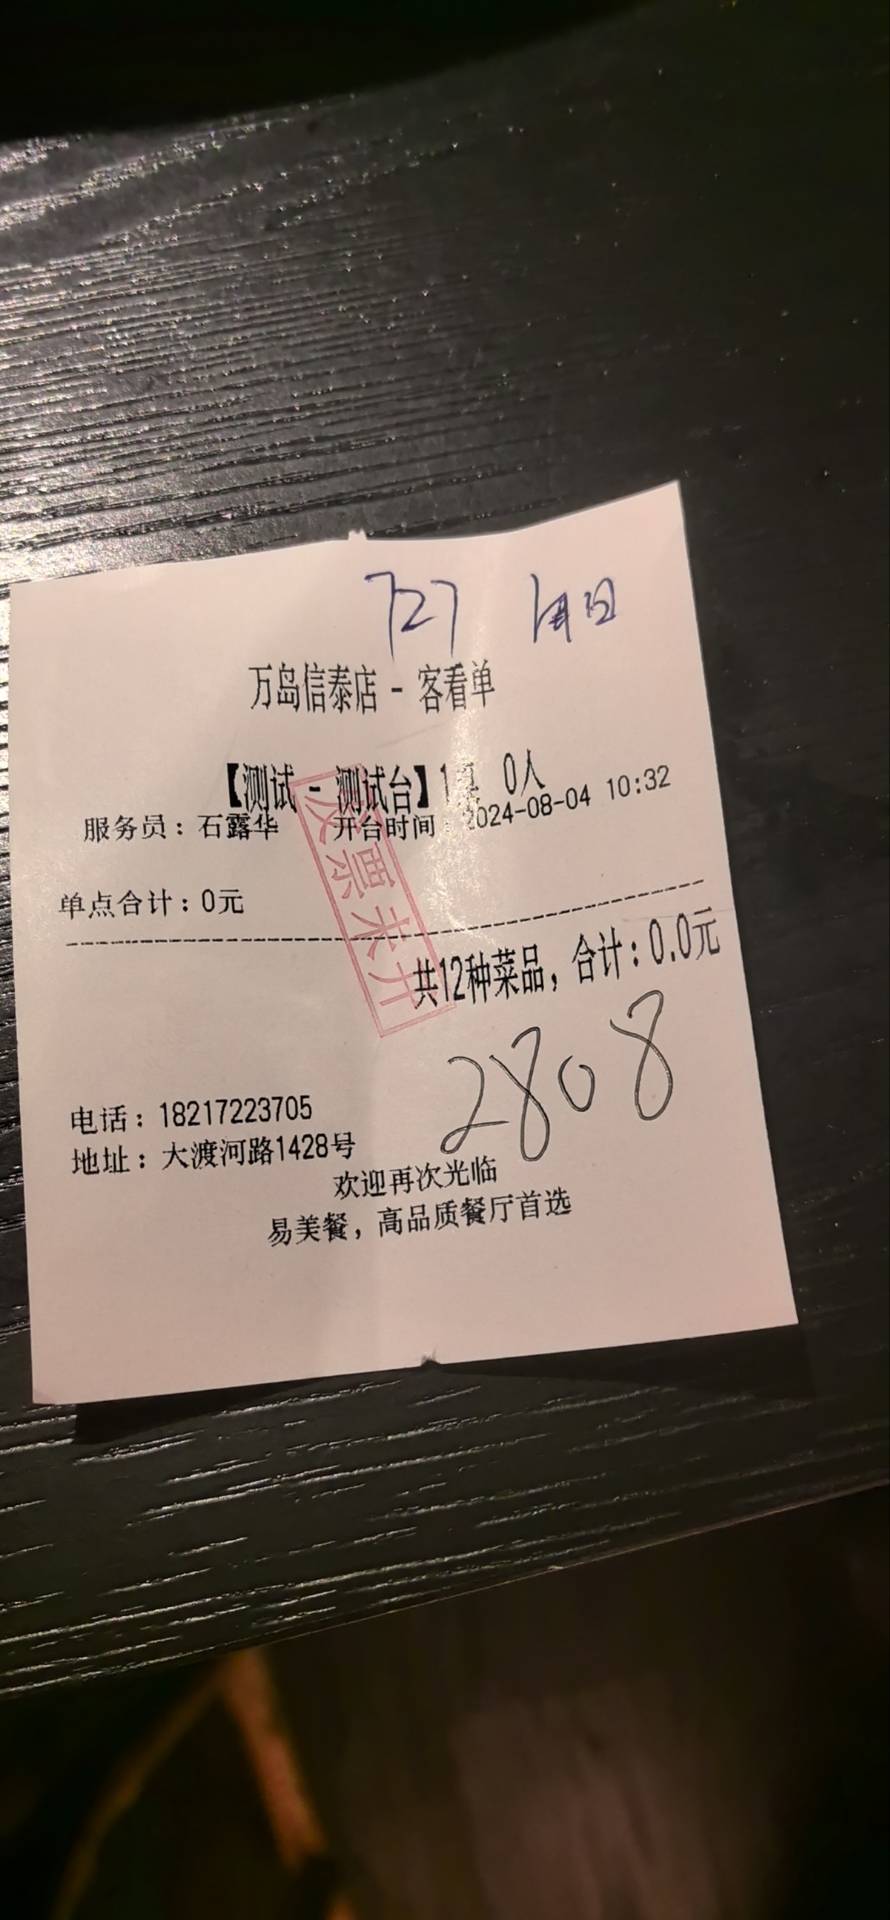 727
万岛信泰店 - 客看单
【测试 - 测试台】 0人
服务员：石露华 开台时间 2024-08-04 10:32
发票未开
单点合计：0元
共12种菜品，合计：0.0元
2808
电话：18217223705
地址：大渡河路1428号
欢迎再次光临
易美餐，高品质餐厅首选